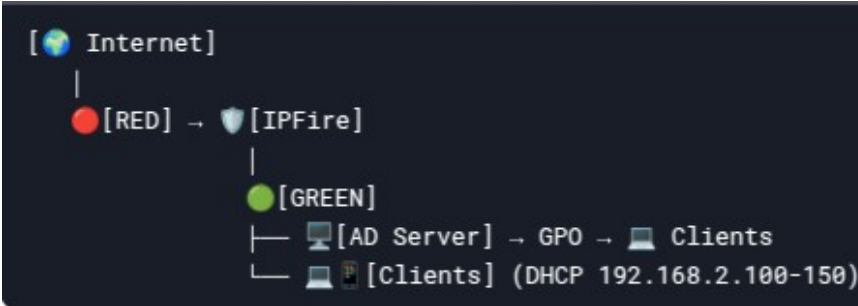 [🌍 Internet]
|
🔴[RED] → 🛡️[IPFire]
|
🟢[GREEN]
├── 🖥️[AD Server] → GPO → 💻 Clients
└── 💻📱[Clients] (DHCP 192.168.2.100-150)